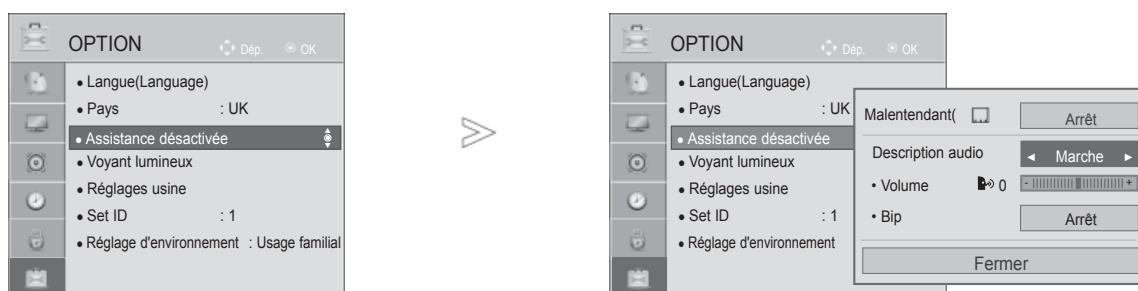 OPTION
Dép. OK
• Langue(Language)
• Pays : UK
• Assistance désactivée
• Voyant lumineux
• Réglages usine
• Set ID : 1
• Réglage d'environnement : Usage familial
OPTION
Dép. OK
• Langue(Language)
• Pays : UK
• Assistance désactivée
• Voyant lumineux
• Réglages usine
• Set ID : 1
• Réglage d'environnement
Malentendant( Arrêt
Description audio ◄ Marche ►
• Volume 0 - +
• Bip Arrêt
Fermer